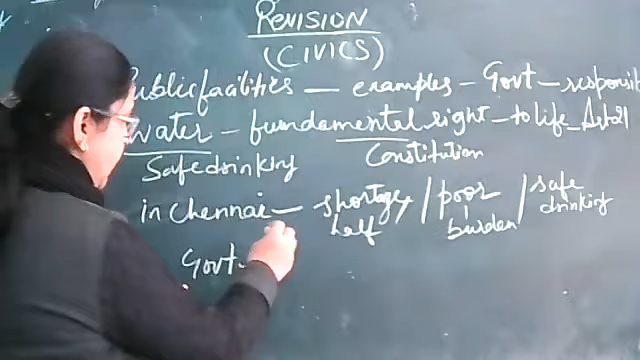 REVISION
(CIVICS)
Public facilities — examples - Govt - responsib
water - fundamental right - to life - Art 21
Safe drinking Constitution
in Chennai - shortage / poor / safe drinking
half burden
Govt-